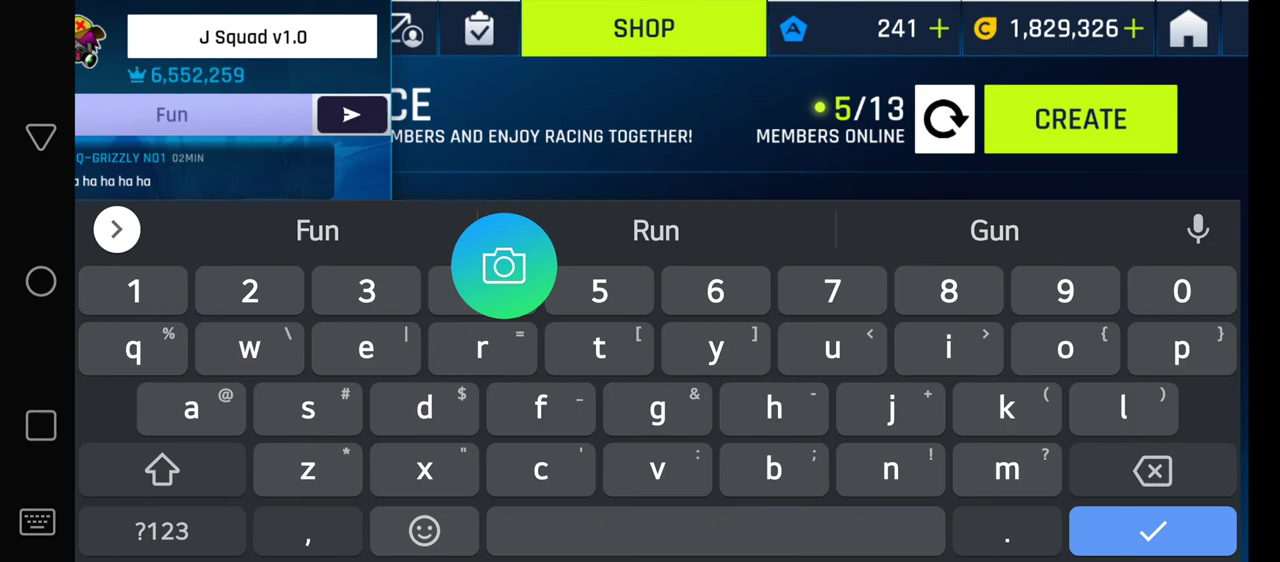 J Squad v1.0
6,552,259
Fun
Q-GRIZZLY NO1 02MIN
a ha ha ha ha
SHOP
241 +
1,829,326 +
CE
MBERS AND ENJOY RACING TOGETHER!
5/13
MEMBERS ONLINE
CREATE
Fun Run Gun
1 2 3 5 6 7 8 9 0
q % w \ e | r = t [ y ] u < i > o { p }
a @ s # d $ f _ g & h - j + k ( l )
z * x " c ' v : b ; n ! m ?
?123 , .